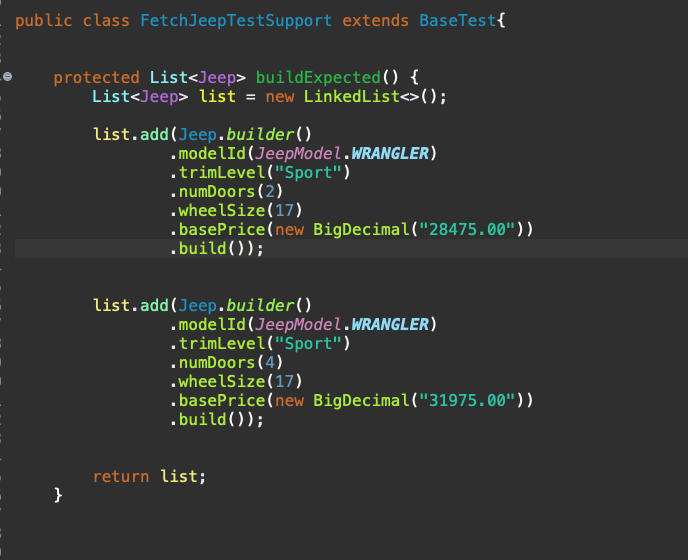 public class FetchJeepTestSupport extends BaseTest{
protected List<Jeep> buildExpected() {
List<Jeep> list = new LinkedList<>();
list.add(Jeep.builder()
.modelId(JeepModel.WRANGLER)
.trimLevel("Sport")
.numDoors(2)
.wheelSize(17)
.basePrice(new BigDecimal("28475.00"))
.build());
list.add(Jeep.builder()
.modelId(JeepModel.WRANGLER)
.trimLevel("Sport")
.numDoors(4)
.wheelSize(17)
.basePrice(new BigDecimal("31975.00"))
.build());
return list;
}